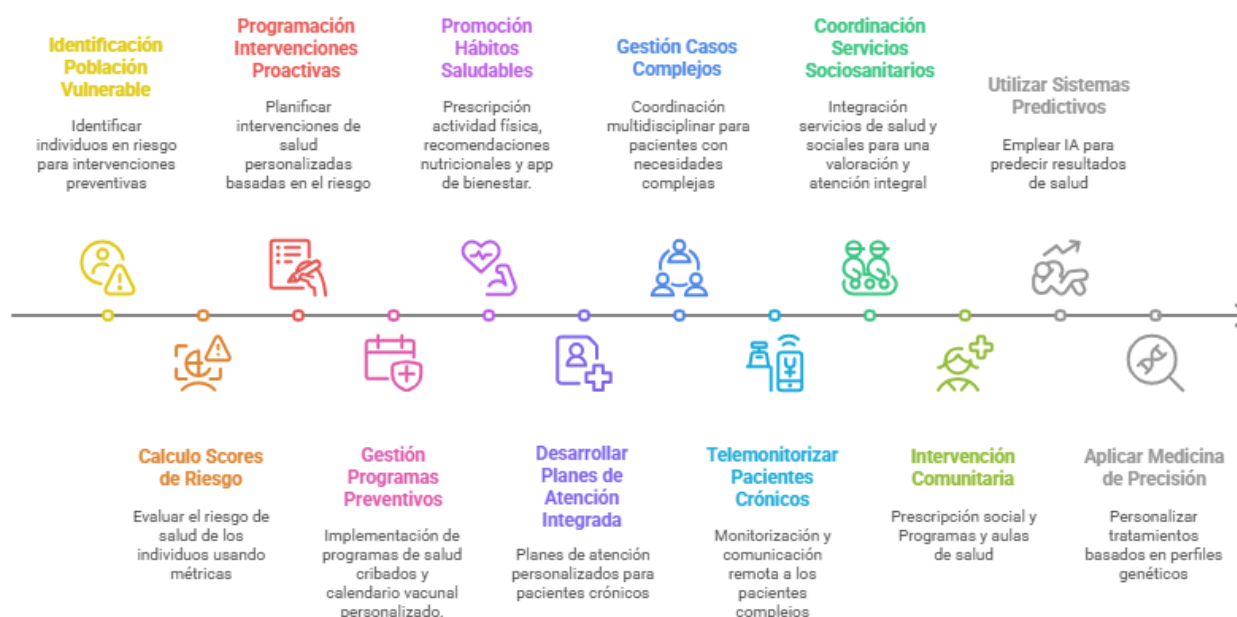 Identificación
Población
Vulnerable
Identificar
individuos en riesgo
para intervenciones
preventivas
Programación
Intervenciones
Proactivas
Planificar
intervenciones de
salud
personalizadas
basadas en el riesgo
Promoción
Hábitos
Saludables
Prescripción
actividad física,
recomendaciones
nutricionales y app
de bienestar.
Gestión Casos
Complejos
Coordinación
multidisciplinar para
pacientes con
necesidades
complejas
Coordinación
Servicios
Sociosanitarios
Integración
servicios de salud y
sociales para una
valoración y
atención integral
Utilizar Sistemas
Predictivos
Emplear IA para
predecir resultados
de salud
Calculo Scores
de Riesgo
Evaluar el riesgo de
salud de los
individuos usando
métricas
Gestión
Programas
Preventivos
Implementación de
programas de salud
cribados y
calendario vacunal
personalizado.
Desarrollar
Planes de
Atención
Integrada
Planes de atención
personalizados para
pacientes crónicos
Telemonitorizar
Pacientes
Crónicos
Monitorización y
comunicación
remota a los
pacientes
complejos
Intervención
Comunitaria
Prescripción social y
Programas y aulas
de salud
Aplicar Medicina
de Precisión
Personalizar
tratamientos
basados en perfiles
genéticos